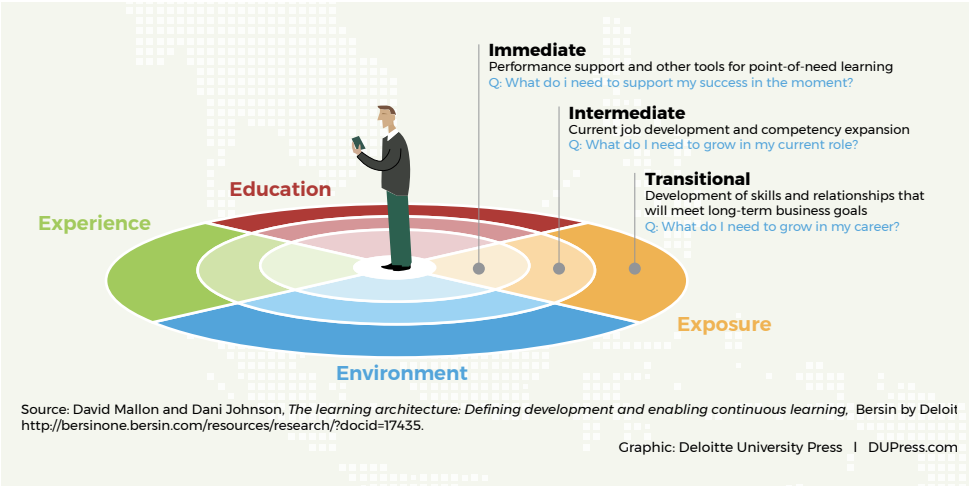 Immediate
Performance support and other tools for point-of-need learning
Q: What do i need to support my success in the moment?
Intermediate
Current job development and competency expansion
Q: What do I need to grow in my current role?
Transitional
Development of skills and relationships that
will meet long-term business goals
Q: What do I need to grow in my career?
Education
Experience
Exposure
Environment
Source: David Mallon and Dani Johnson, The learning architecture: Defining development and enabling continuous learning, Bersin by Deloit
http://bersinone.bersin.com/resources/research/?docid=17435.
Graphic: Deloitte University Press | DUPress.com